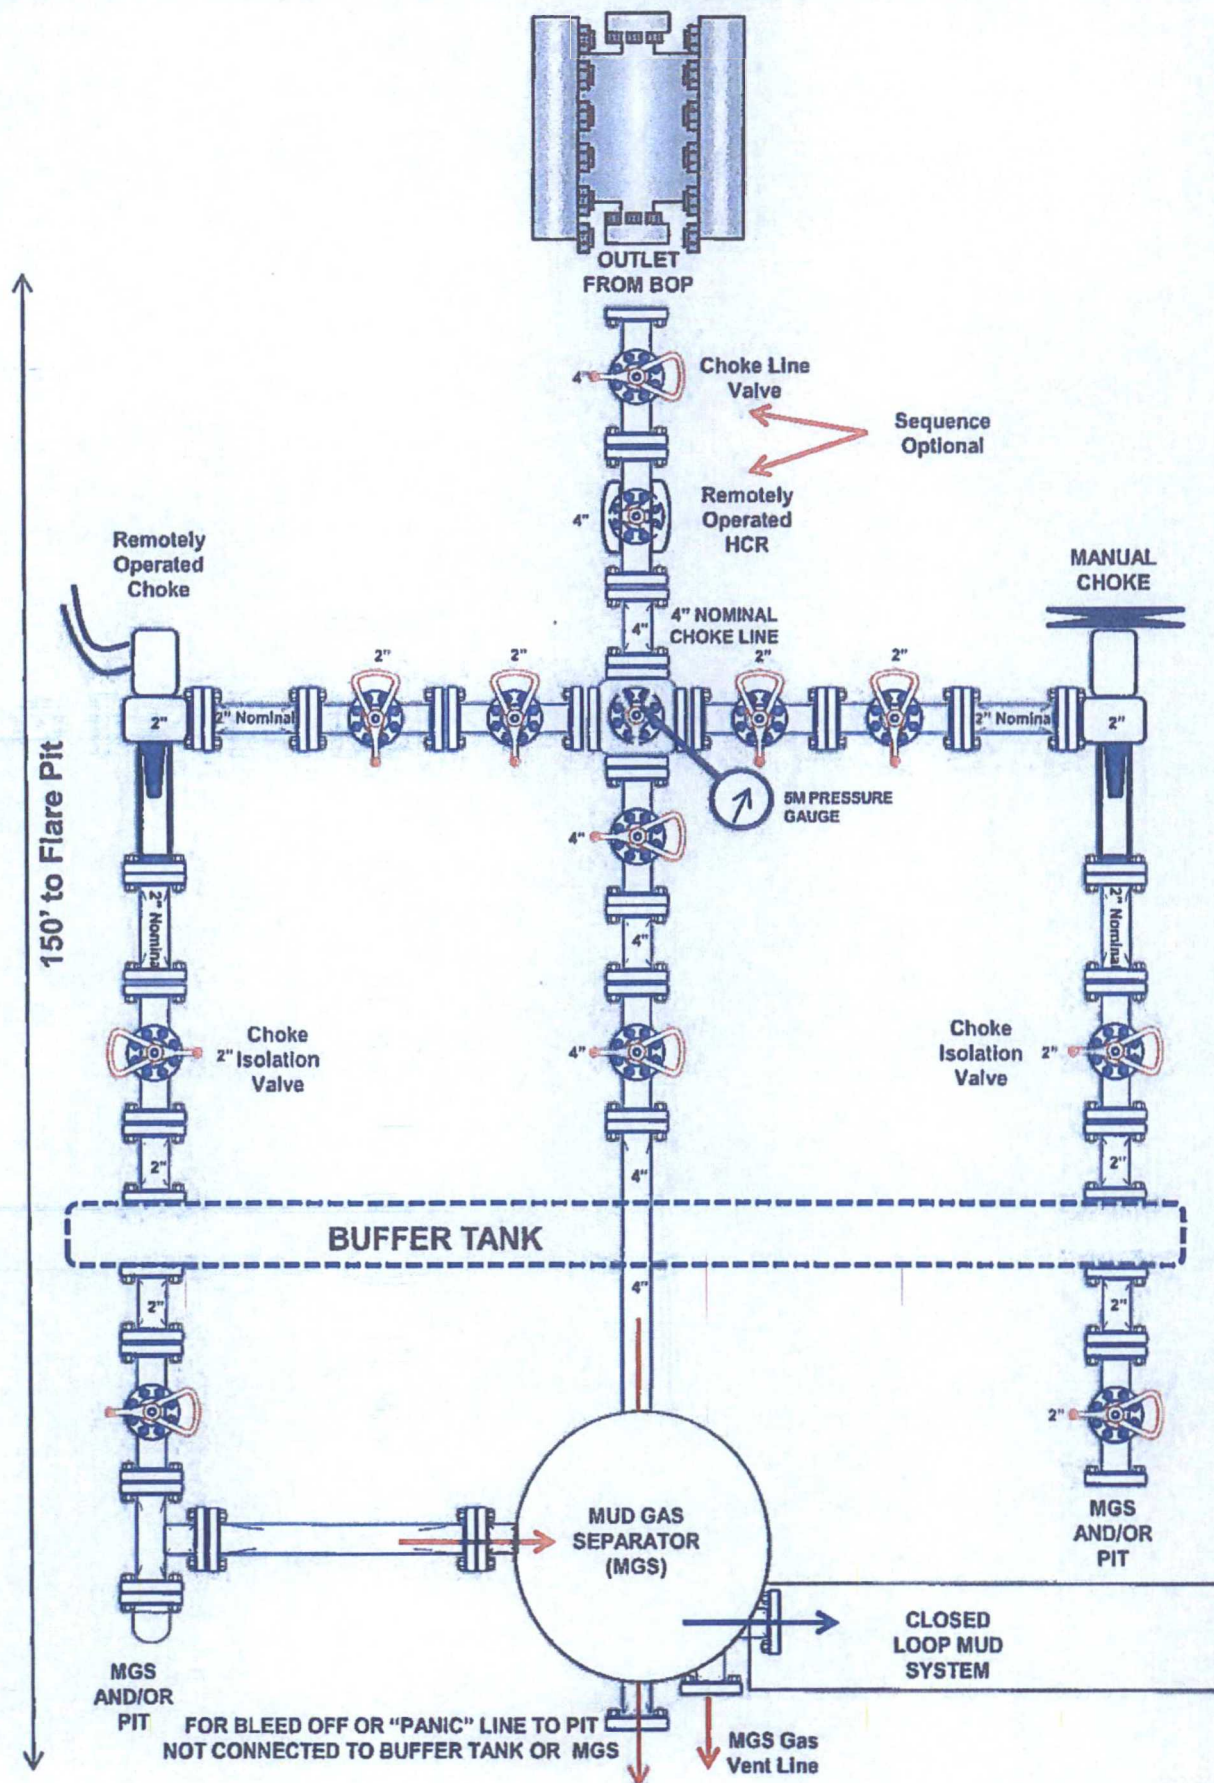 OUTLET
FROM BOP
4"
Choke Line
Valve
Sequence
Optional
4"
Remotely
Operated
HCR
Remotely
Operated
Choke
MANUAL
CHOKE
4"
4" NOMINAL
CHOKE LINE
2"
2"
2"
2"
2"
2" Nominal
2" Nominal
2"
5M PRESSURE
GAUGE
4"
150' to Flare Pit
2" Nominal
4"
2" Nominal
2"
Choke
Isolation
Valve
4"
Choke
Isolation
Valve
2"
2"
4"
2"
BUFFER TANK
2"
4"
2"
2"
MUD GAS
SEPARATOR
(MGS)
MGS
AND/OR
PIT
CLOSED
LOOP MUD
SYSTEM
MGS
AND/OR
PIT
FOR BLEED OFF OR "PANIC" LINE TO PIT
NOT CONNECTED TO BUFFER TANK OR MGS
MGS Gas
Vent Line